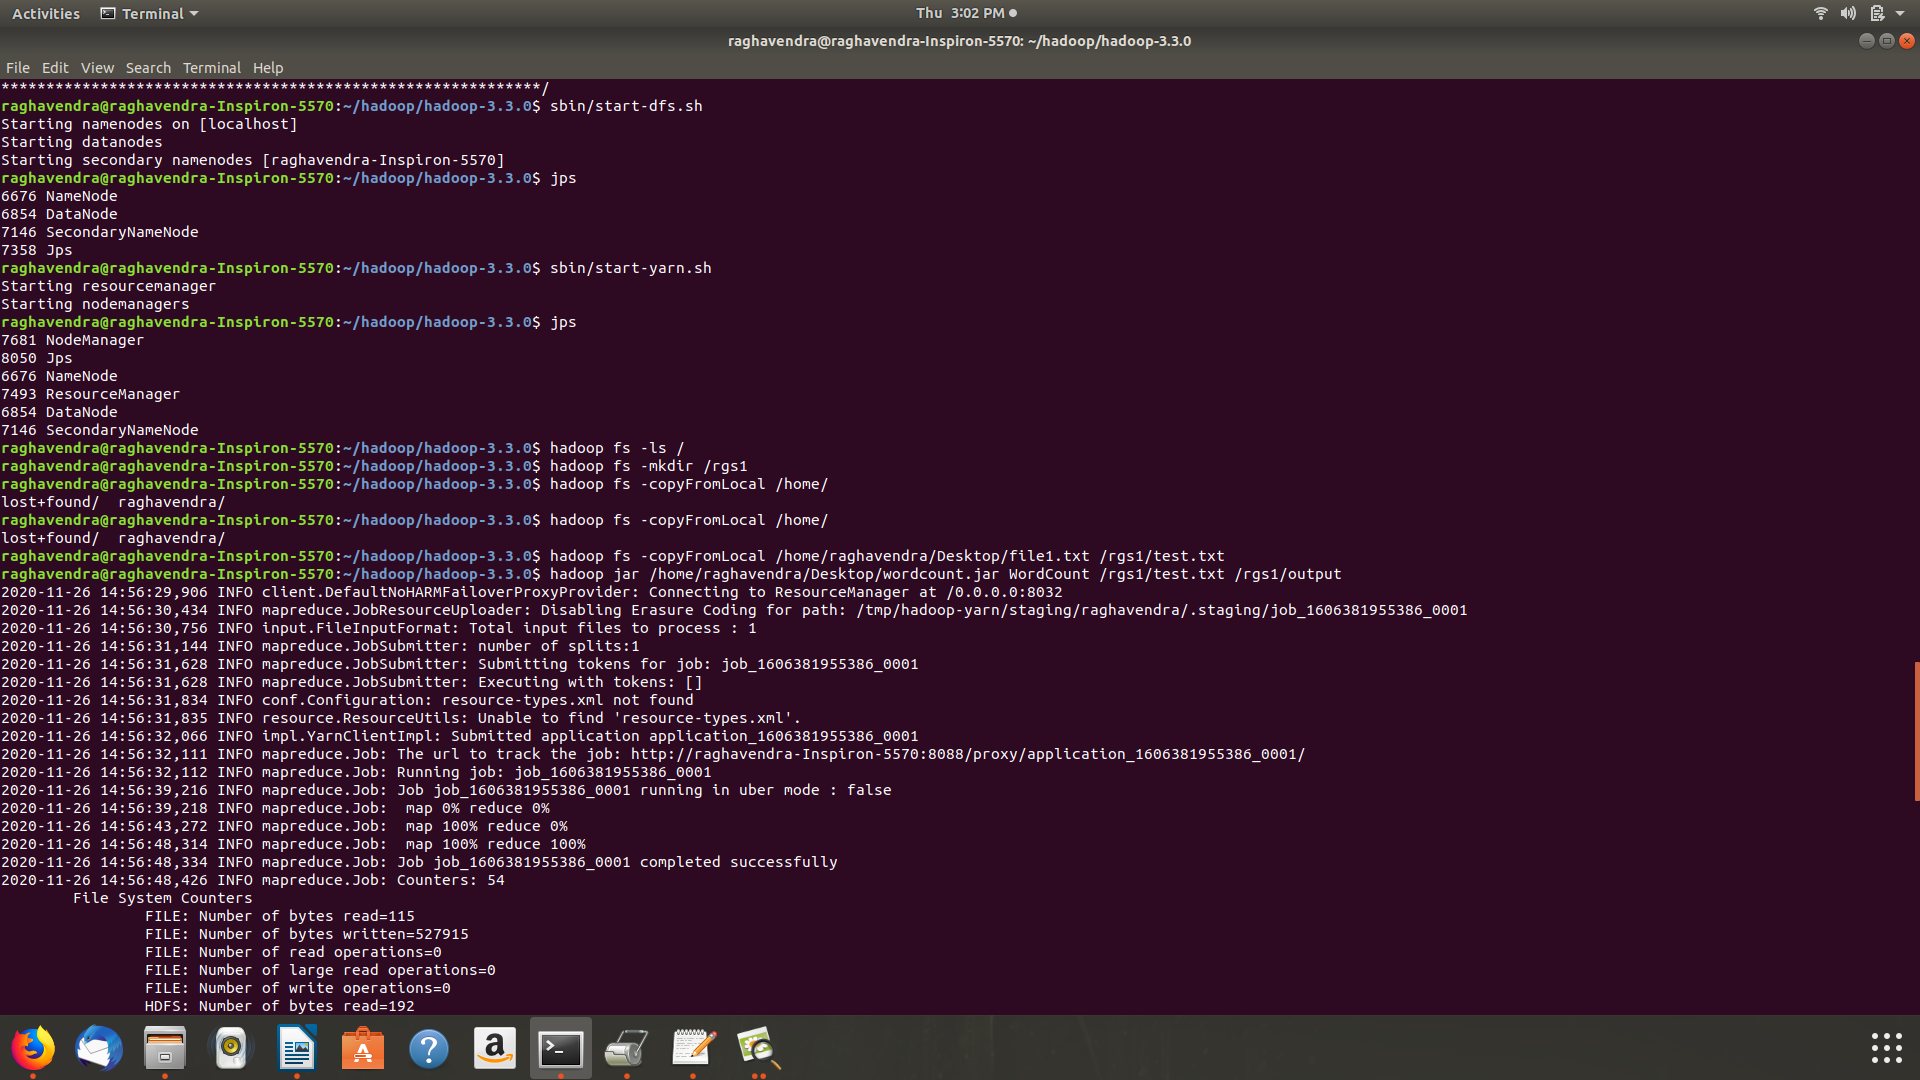 Activities Terminal Thu 3:02 PM
raghavendra@raghavendra-Inspiron-5570: ~/hadoop/hadoop-3.3.0
File Edit View Search Terminal Help
************************************************************/
raghavendra@raghavendra-Inspiron-5570:~/hadoop/hadoop-3.3.0$ sbin/start-dfs.sh
Starting namenodes on [localhost]
Starting datanodes
Starting secondary namenodes [raghavendra-Inspiron-5570]
raghavendra@raghavendra-Inspiron-5570:~/hadoop/hadoop-3.3.0$ jps
6676 NameNode
6854 DataNode
7146 SecondaryNameNode
7358 Jps
raghavendra@raghavendra-Inspiron-5570:~/hadoop/hadoop-3.3.0$ sbin/start-yarn.sh
Starting resourcemanager
Starting nodemanagers
raghavendra@raghavendra-Inspiron-5570:~/hadoop/hadoop-3.3.0$ jps
7681 NodeManager
8050 Jps
6676 NameNode
7493 ResourceManager
6854 DataNode
7146 SecondaryNameNode
raghavendra@raghavendra-Inspiron-5570:~/hadoop/hadoop-3.3.0$ hadoop fs -ls /
raghavendra@raghavendra-Inspiron-5570:~/hadoop/hadoop-3.3.0$ hadoop fs -mkdir /rgs1
raghavendra@raghavendra-Inspiron-5570:~/hadoop/hadoop-3.3.0$ hadoop fs -copyFromLocal /home/
lost+found/  raghavendra/
raghavendra@raghavendra-Inspiron-5570:~/hadoop/hadoop-3.3.0$ hadoop fs -copyFromLocal /home/
lost+found/  raghavendra/
raghavendra@raghavendra-Inspiron-5570:~/hadoop/hadoop-3.3.0$ hadoop fs -copyFromLocal /home/raghavendra/Desktop/file1.txt /rgs1/test.txt
raghavendra@raghavendra-Inspiron-5570:~/hadoop/hadoop-3.3.0$ hadoop jar /home/raghavendra/Desktop/wordcount.jar WordCount /rgs1/test.txt /rgs1/output
2020-11-26 14:56:29,906 INFO client.DefaultNoHARMFailoverProxyProvider: Connecting to ResourceManager at /0.0.0.0:8032
2020-11-26 14:56:30,434 INFO mapreduce.JobResourceUploader: Disabling Erasure Coding for path: /tmp/hadoop-yarn/staging/raghavendra/.staging/job_1606381955386_0001
2020-11-26 14:56:30,756 INFO input.FileInputFormat: Total input files to process : 1
2020-11-26 14:56:31,144 INFO mapreduce.JobSubmitter: number of splits:1
2020-11-26 14:56:31,628 INFO mapreduce.JobSubmitter: Submitting tokens for job: job_1606381955386_0001
2020-11-26 14:56:31,628 INFO mapreduce.JobSubmitter: Executing with tokens: []
2020-11-26 14:56:31,834 INFO conf.Configuration: resource-types.xml not found
2020-11-26 14:56:31,835 INFO resource.ResourceUtils: Unable to find 'resource-types.xml'.
2020-11-26 14:56:32,066 INFO impl.YarnClientImpl: Submitted application application_1606381955386_0001
2020-11-26 14:56:32,111 INFO mapreduce.Job: The url to track the job: http://raghavendra-Inspiron-5570:8088/proxy/application_1606381955386_0001/
2020-11-26 14:56:32,112 INFO mapreduce.Job: Running job: job_1606381955386_0001
2020-11-26 14:56:39,216 INFO mapreduce.Job: Job job_1606381955386_0001 running in uber mode : false
2020-11-26 14:56:39,218 INFO mapreduce.Job:  map 0% reduce 0%
2020-11-26 14:56:43,272 INFO mapreduce.Job:  map 100% reduce 0%
2020-11-26 14:56:48,314 INFO mapreduce.Job:  map 100% reduce 100%
2020-11-26 14:56:48,334 INFO mapreduce.Job: Job job_1606381955386_0001 completed successfully
2020-11-26 14:56:48,426 INFO mapreduce.Job: Counters: 54
File System Counters
FILE: Number of bytes read=115
FILE: Number of bytes written=527915
FILE: Number of read operations=0
FILE: Number of large read operations=0
FILE: Number of write operations=0
HDFS: Number of bytes read=192